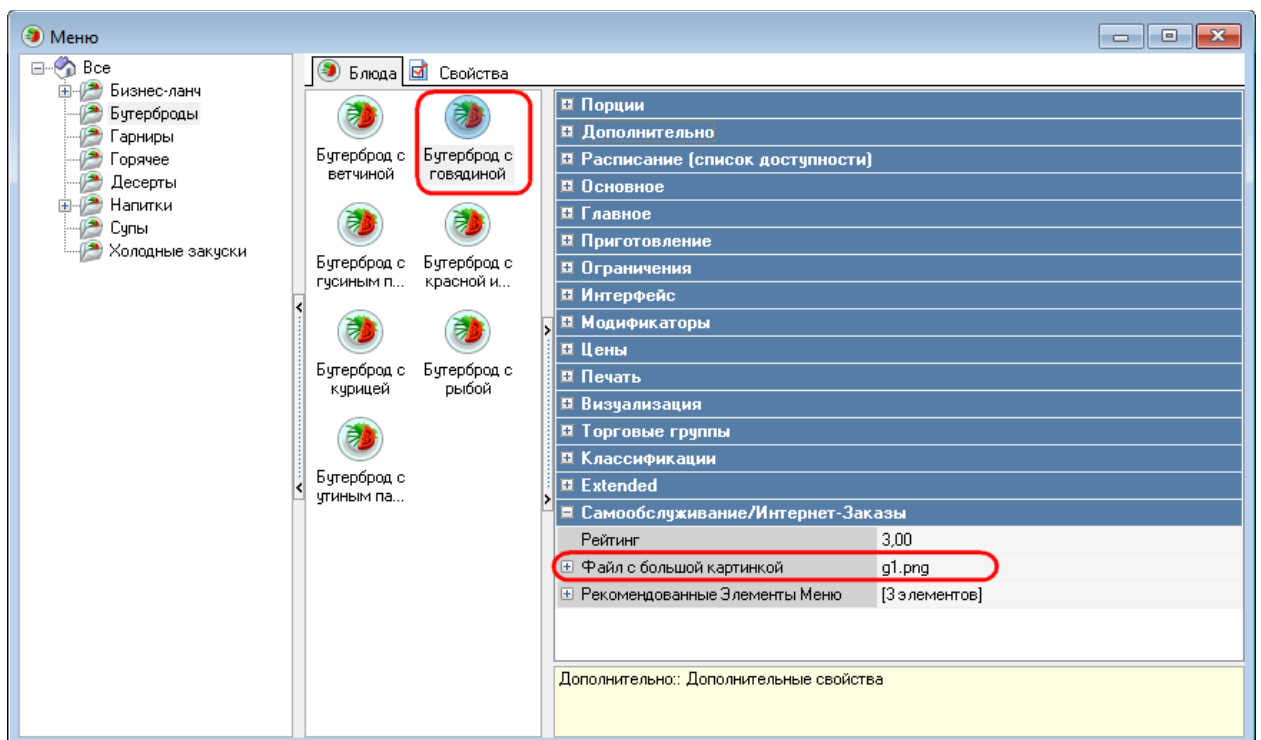 Меню
Все
Бизнес-ланч
Бутерброды
Гарниры
Горячее
Десерты
Напитки
Супы
Холодные закуски
Блюда
Свойства
Бутерброд с
ветчиной
Бутерброд с
говядиной
Бутерброд с
гусиным п...
Бутерброд с
красной и...
Бутерброд с
курицей
Бутерброд с
рыбой
Бутерброд с
утиным па...
Порции
Дополнительно
Расписание (список доступности)
Основное
Главное
Приготовление
Ограничения
Интерфейс
Модификаторы
Цены
Печать
Визуализация
Торговые группы
Классификации
Extended
Самообслуживание/Интернет-Заказы
Рейтинг 3,00
Файл с большой картинкой g1.png
Рекомендованные Элементы Меню [3 элементов]
Дополнительно:: Дополнительные свойства